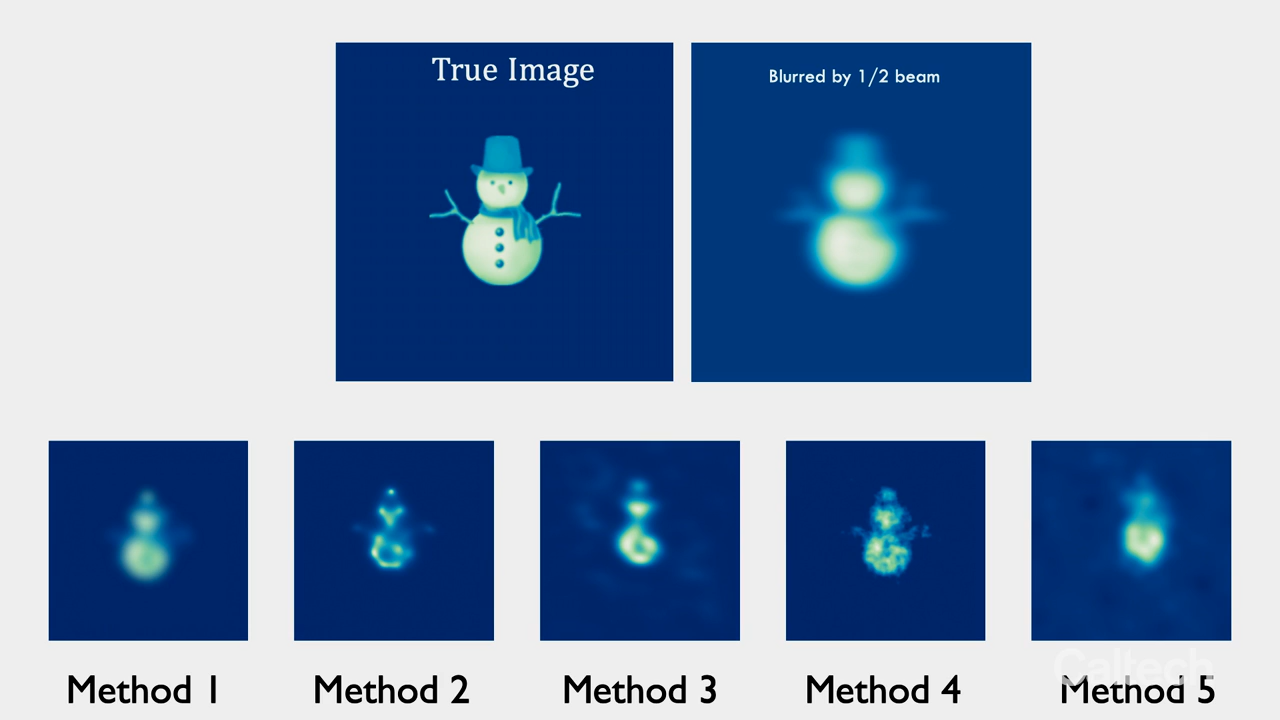 True Image
Blurred by 1/2 beam
Method 1
Method 2
Method 3
Method 4
Method 5
Caltech